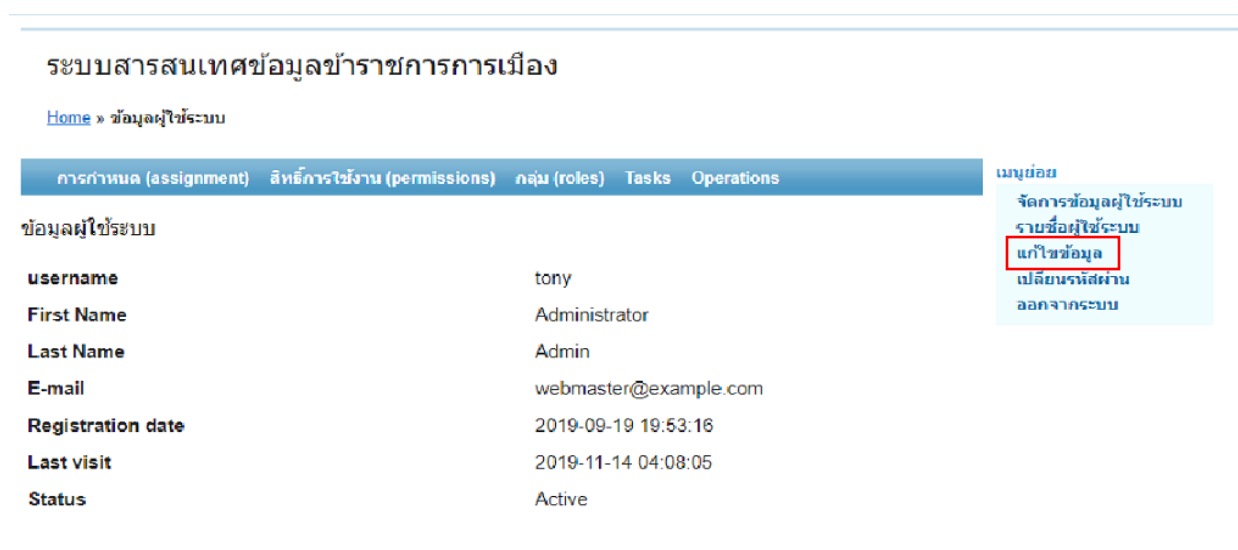 ระบบสารสนเทศข้อมูลข้าราชการการเมือง
Home » ข้อมูลผู้ใช้ระบบ
การกำหนด (assignment) สิทธิ์การใช้งาน (permissions) กลุ่ม (roles) Tasks Operations
ข้อมูลผู้ใช้ระบบ
username tony
First Name Administrator
Last Name Admin
E-mail webmaster@example.com
Registration date 2019-09-19 19:53:16
Last visit 2019-11-14 04:08:05
Status Active
เมนูย่อย
จัดการข้อมูลผู้ใช้ระบบ
รายชื่อผู้ใช้ระบบ
แก้ไขข้อมูล
เปลี่ยนรหัสผ่าน
ออกจากระบบ